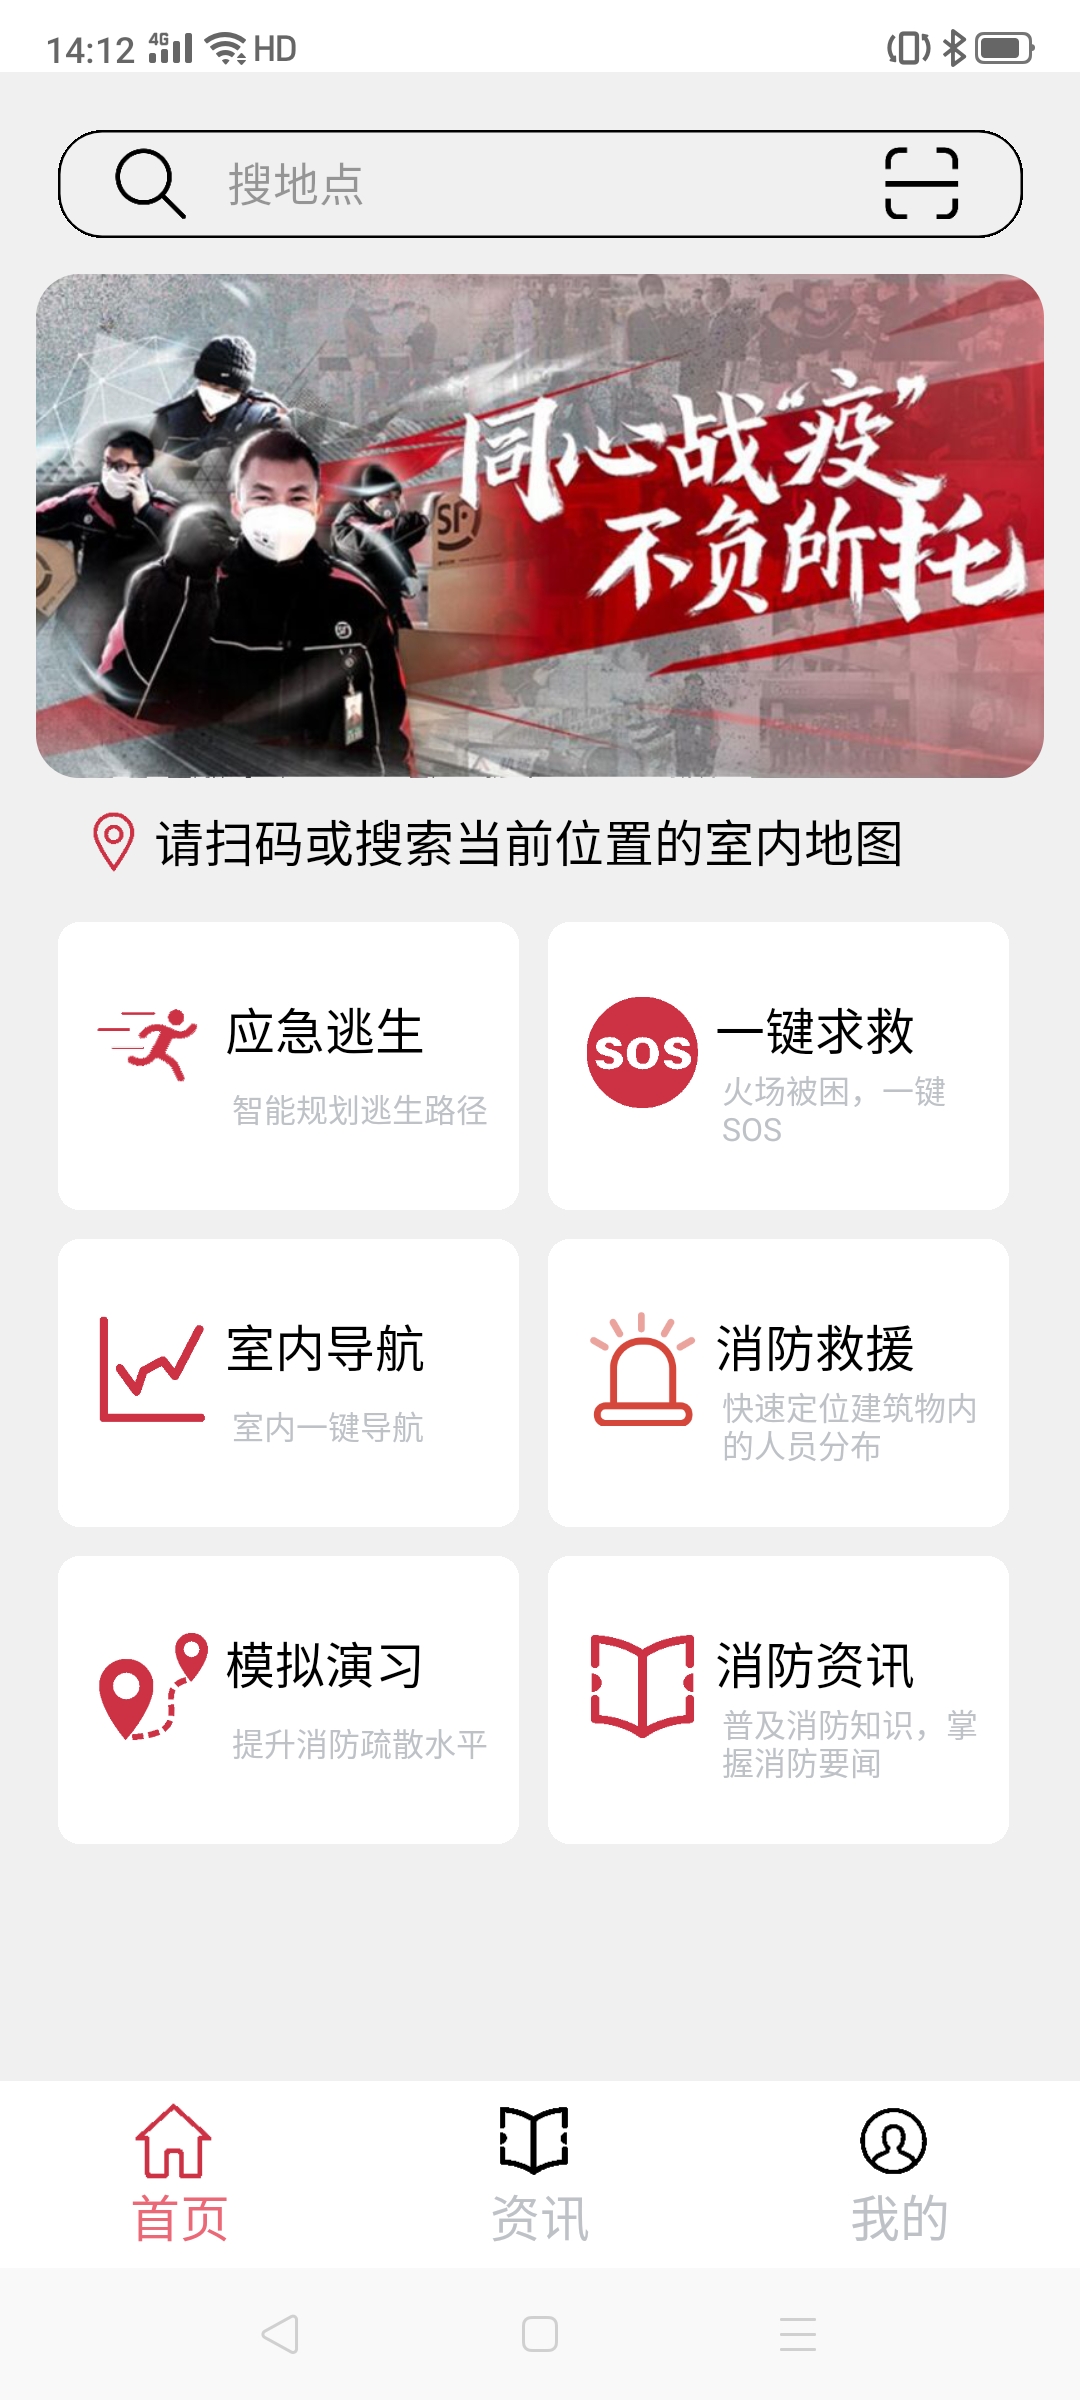 14:12 4G HD
搜地点
同心战“疫”
不负所托
SF
请扫码或搜索当前位置的室内地图
应急逃生
智能规划逃生路径
SOS
一键求救
火场被困，一键
SOS
室内导航
室内一键导航
消防救援
快速定位建筑物内
的人员分布
模拟演习
提升消防疏散水平
消防资讯
普及消防知识，掌
握消防要闻
首页
资讯
我的